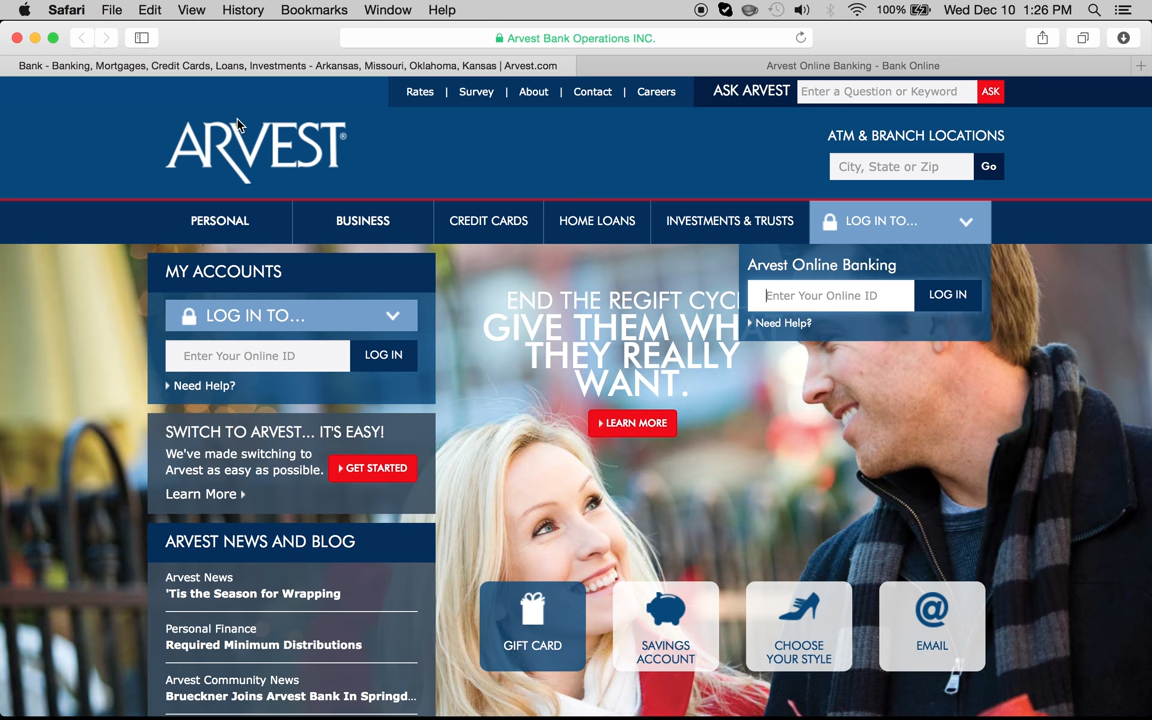 Safari File Edit View History Bookmarks Window Help 100% Wed Dec 10 1:26 PM
Arvest Bank Operations INC.
Bank - Banking, Mortgages, Credit Cards, Loans, Investments - Arkansas, Missouri, Oklahoma, Kansas | Arvest.com
Arvest Online Banking - Bank Online
Rates | Survey | About | Contact | Careers
ASK ARVEST Enter a Question or Keyword ASK
ARVEST®
ATM & BRANCH LOCATIONS
City, State or Zip Go
PERSONAL BUSINESS CREDIT CARDS HOME LOANS INVESTMENTS & TRUSTS LOG IN TO...
Arvest Online Banking
Enter Your Online ID LOG IN
Need Help?
MY ACCOUNTS
LOG IN TO...
Enter Your Online ID LOG IN
Need Help?
SWITCH TO ARVEST... IT'S EASY!
We've made switching to
Arvest as easy as possible.
GET STARTED
Learn More
ARVEST NEWS AND BLOG
Arvest News
'Tis the Season for Wrapping
Personal Finance
Required Minimum Distributions
Arvest Community News
Brueckner Joins Arvest Bank In Springd...
END THE REGIFT CYC
GIVE THEM WH
THEY REALLY
WANT.
LEARN MORE
GIFT CARD
SAVINGS
ACCOUNT
CHOOSE
YOUR STYLE
EMAIL